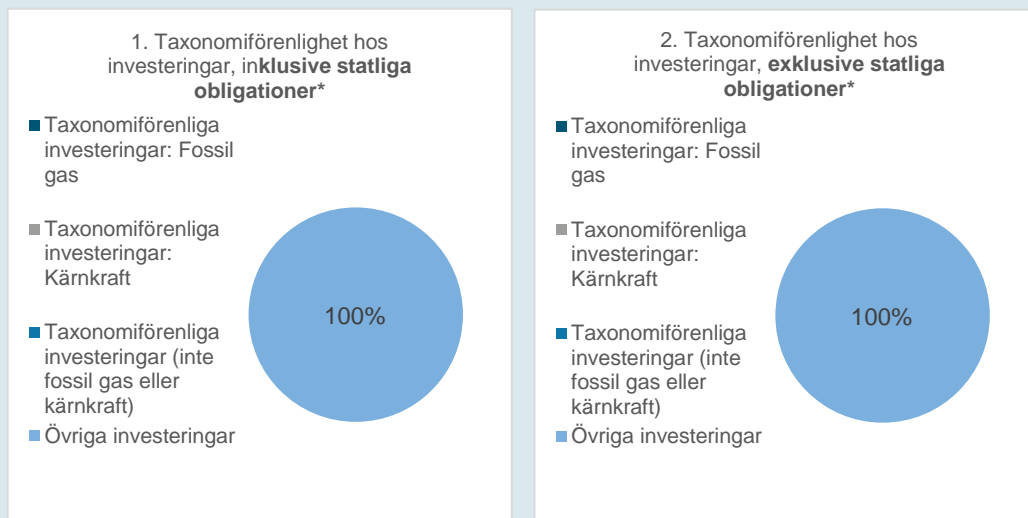 1. Taxonomiförenlighet hos
investeringar, inklusive statliga
obligationer*
Taxonomiförenliga
investeringar: Fossil
gas
Taxonomiförenliga
investeringar:
Kärnkraft
Taxonomiförenliga
investeringar (inte
fossil gas eller
kärnkraft)
Övriga investeringar
100%
2. Taxonomiförenlighet hos
investeringar, exklusive statliga
obligationer*
Taxonomiförenliga
investeringar: Fossil
gas
Taxonomiförenliga
investeringar:
Kärnkraft
Taxonomiförenliga
investeringar (inte
fossil gas eller
kärnkraft)
Övriga investeringar
100%